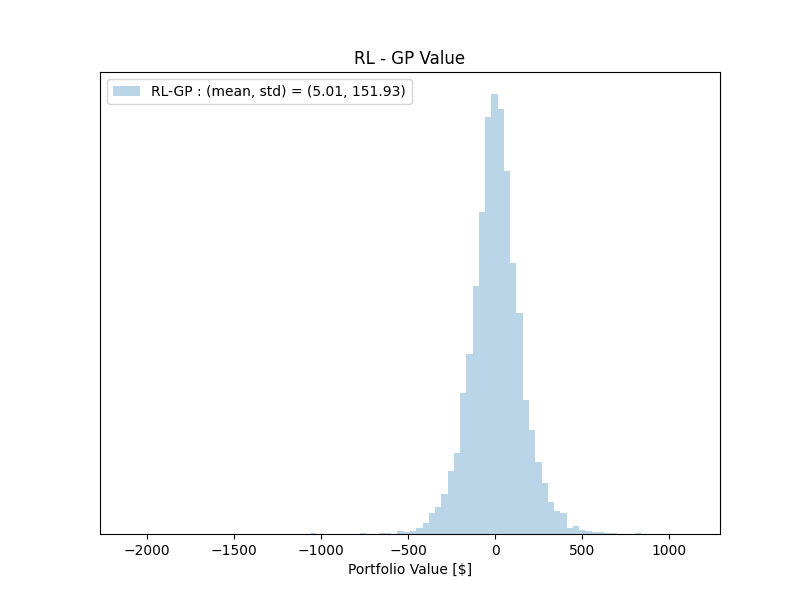 RL - GP Value
RL-GP : (mean, std) = (5.01, 151.93)
−2000 −1500 −1000 −500 0 500 1000
Portfolio Value [$]